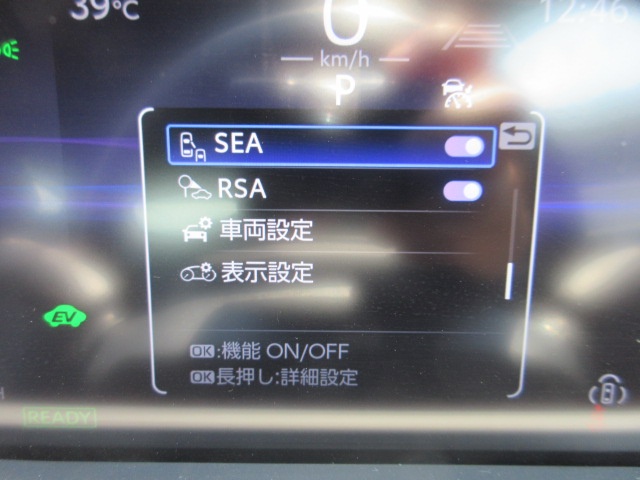 39℃
12:46
0
km/h
P
SEA
RSA
車両設定
表示設定
EV
OK:機能 ON/OFF
OK長押し:詳細設定
READY